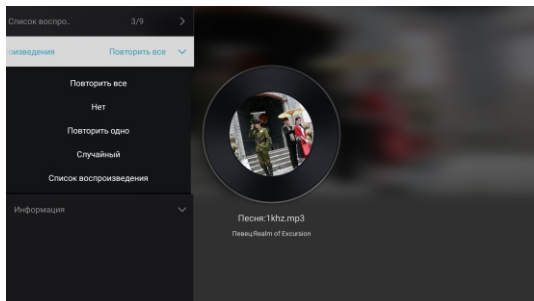 Список воспро.. 3/9
оизведения Повторить все
Повторить все
Нет
Повторить одно
Случайный
Список воспроизведения
Информация
Песня:1khz.mp3
Певец:Realm of Excursion